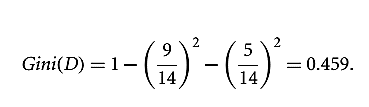 Gini(D) = 1 − (9/14)² − (5/14)² = 0.459.